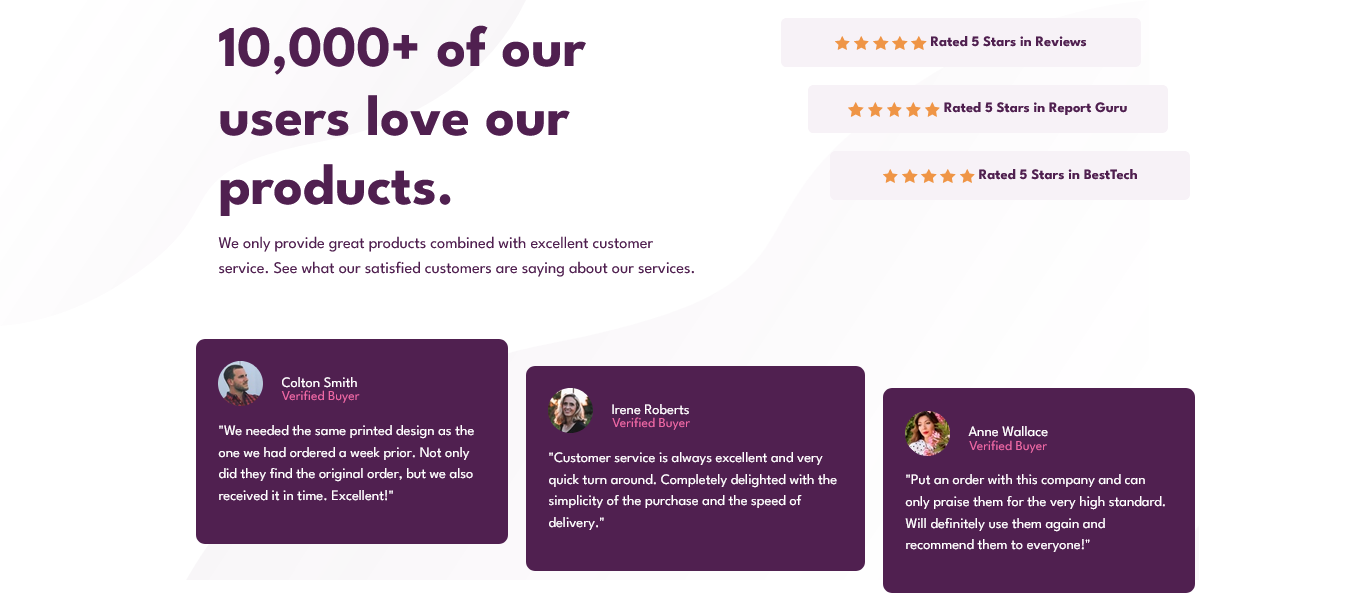 10,000+ of our
users love our
products.
We only provide great products combined with excellent customer
service. See what our satisfied customers are saying about our services.
Rated 5 Stars in Reviews
Rated 5 Stars in Report Guru
Rated 5 Stars in BestTech
Colton Smith
Verified Buyer
"We needed the same printed design as the
one we had ordered a week prior. Not only
did they find the original order, but we also
received it in time. Excellent!"
Irene Roberts
Verified Buyer
"Customer service is always excellent and very
quick turn around. Completely delighted with the
simplicity of the purchase and the speed of
delivery."
Anne Wallace
Verified Buyer
"Put an order with this company and can
only praise them for the very high standard.
Will definitely use them again and
recommend them to everyone!"